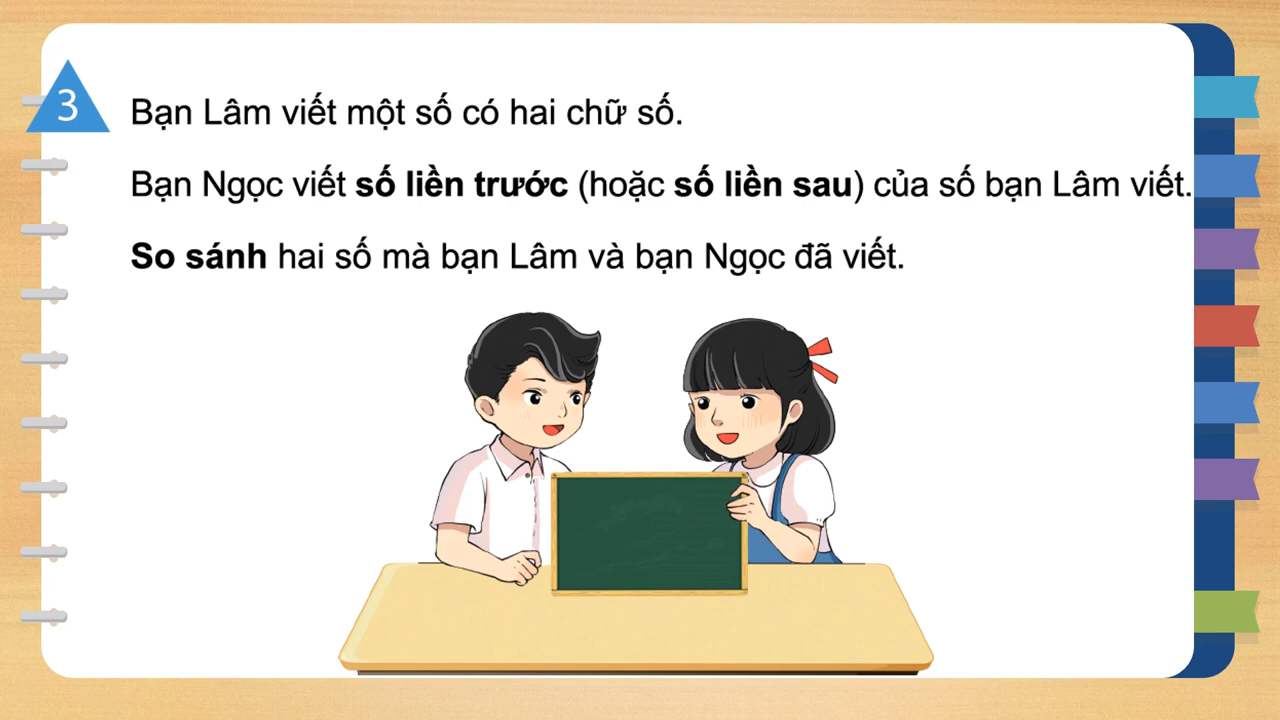 3
Bạn Lâm viết một số có hai chữ số.
Bạn Ngọc viết số liền trước (hoặc số liền sau) của số bạn Lâm viết.
So sánh hai số mà bạn Lâm và bạn Ngọc đã viết.